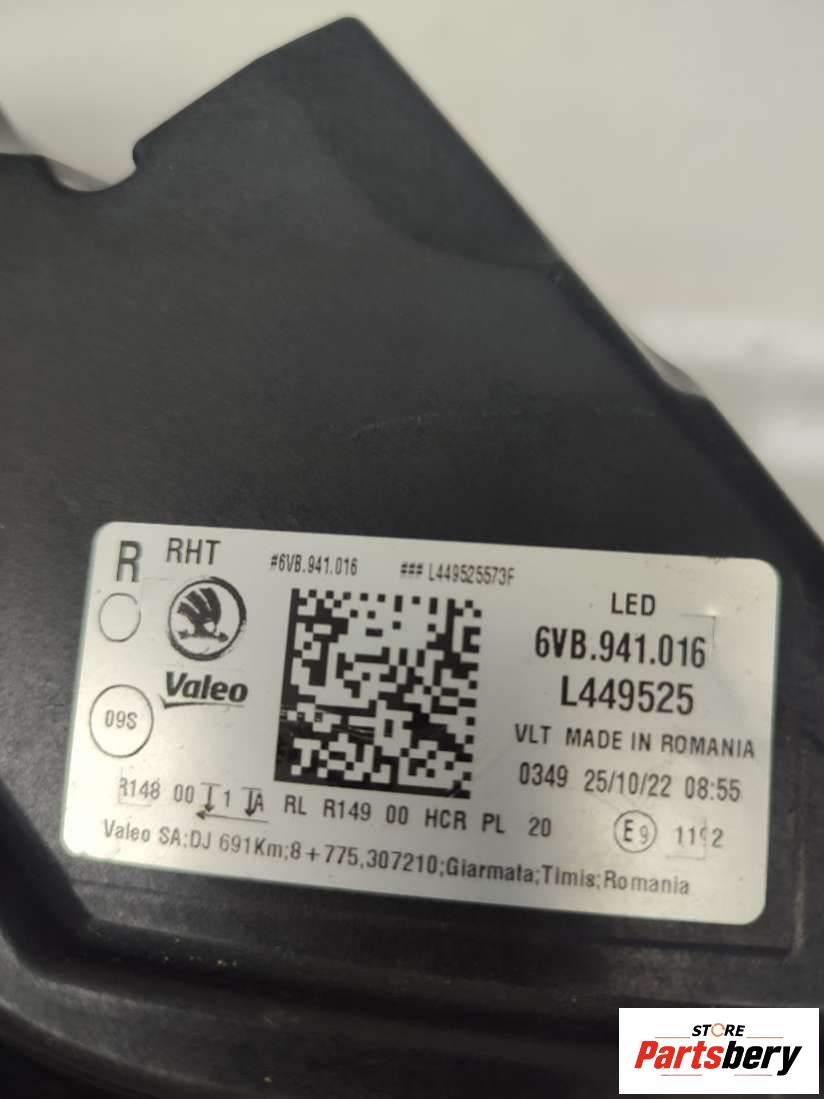 R RHT #6VB.941.016 ### L449525573F
LED
6VB.941.016
L449525
Valeo
09S
VLT MADE IN ROMANIA
0349 25/10/22 08:55
R148 00 1 A RL R149 00 HCR PL 20 E9 1192
Valeo SA;DJ 691Km;8+775,307210;Giarmata;Timis;Romania
STORE
Partsbery